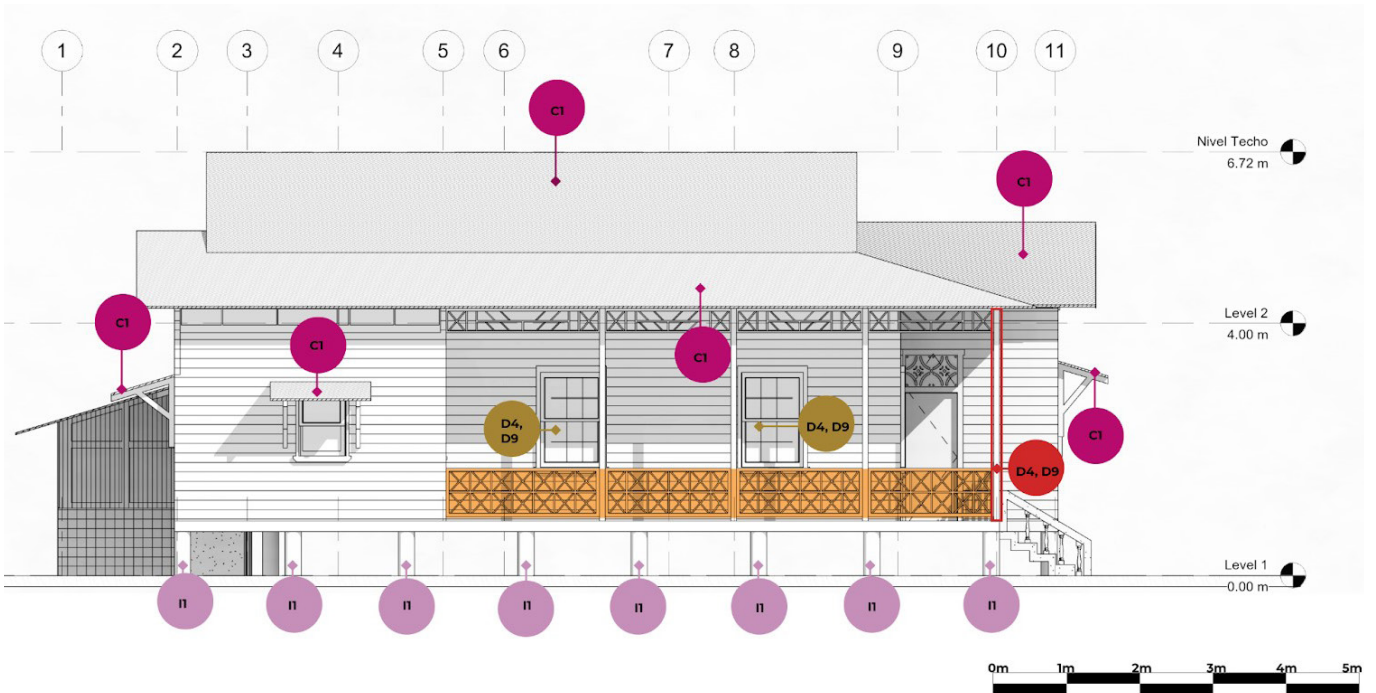 1 2 3 4 5 6 7 8 9 10 11
C1
Nivel Techo
6.72 m
C1
Level 2
4.00 m
C1
C1
C1
C1
D4,
D9
D4, D9
D4, D9
Level 1
0.00 m
I1 I1 I1 I1 I1 I1 I1 I1
0m 1m 2m 3m 4m 5m